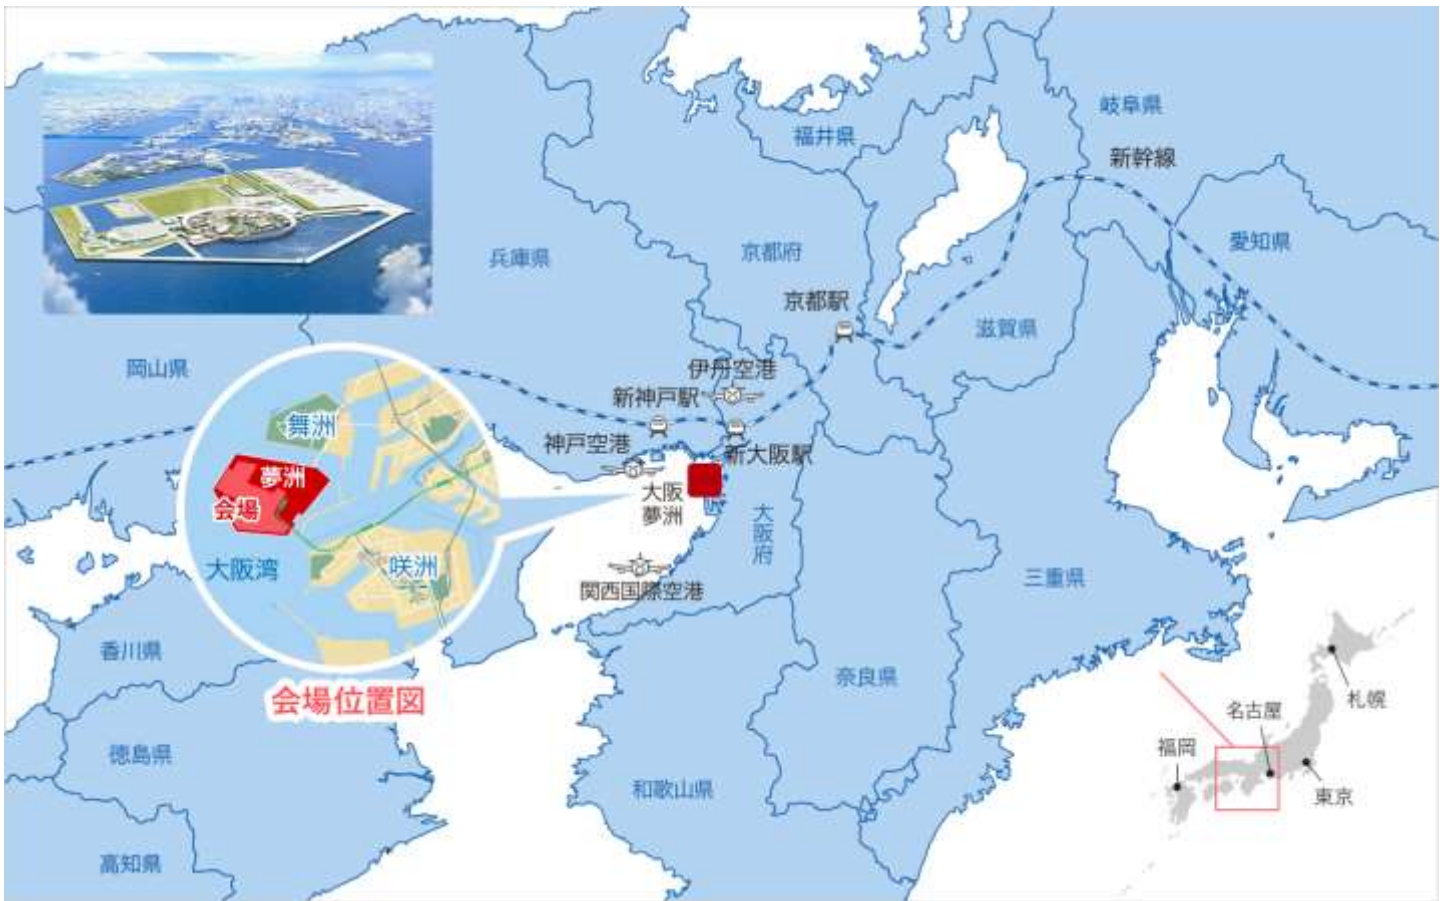 岐阜県
福井県
新幹線
愛知県
京都府
兵庫県
京都駅
滋賀県
岡山県
伊丹空港
新神戸駅
舞洲
神戸空港
新大阪駅
夢洲
会場
大阪
夢洲
大阪府
大阪湾
咲洲
関西国際空港
三重県
香川県
奈良県
会場位置図
札幌
名古屋
福岡
徳島県
和歌山県
東京
高知県